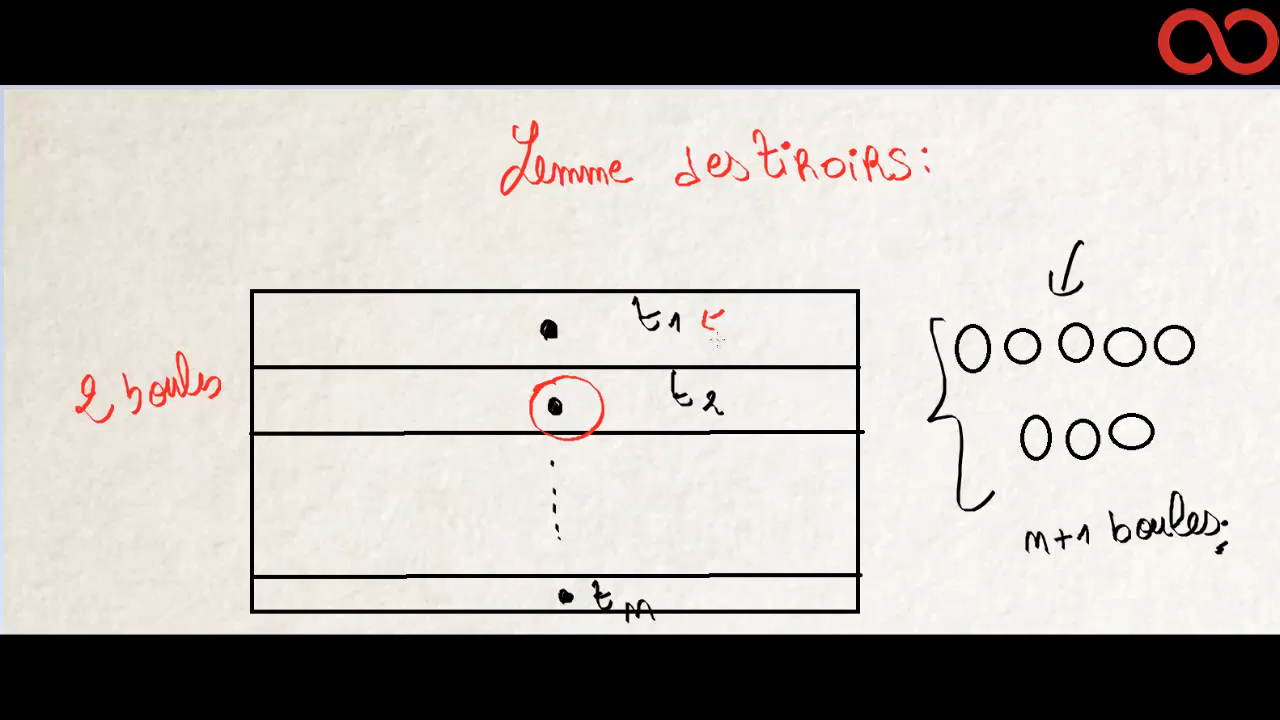 Lemme des tiroirs :
t1 t
t2
2 boules
tn
n+1 boules.